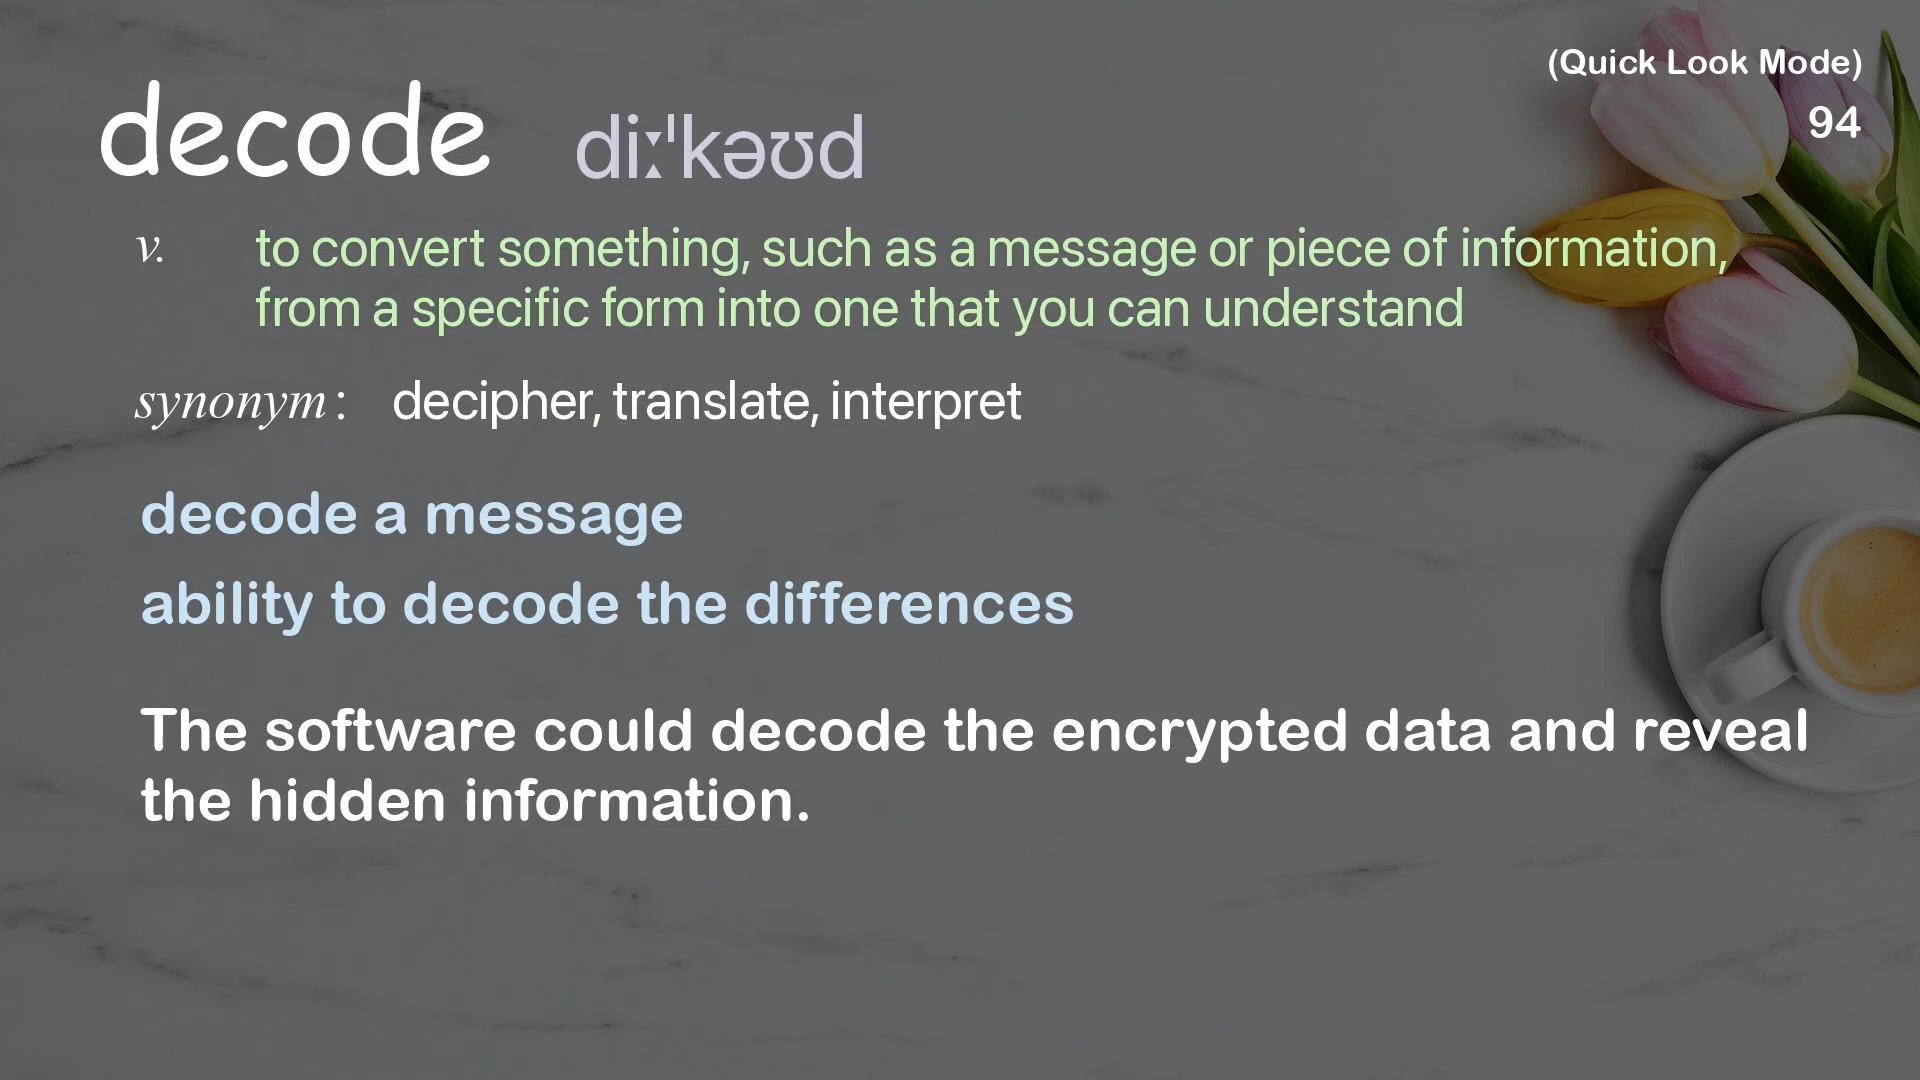 (Quick Look Mode)
94
decode diːˈkəʊd
v. to convert something, such as a message or piece of information,
from a specific form into one that you can understand
synonym : decipher, translate, interpret
decode a message
ability to decode the differences
The software could decode the encrypted data and reveal
the hidden information.